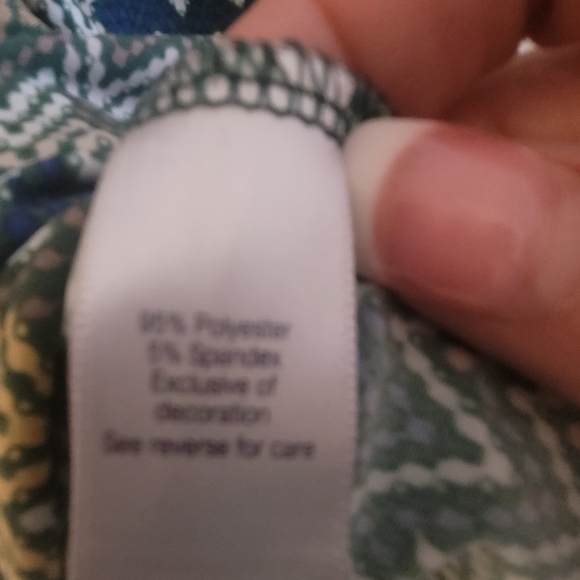 95% Polyester
5% Spandex
Exclusive of
decoration
See reverse for care